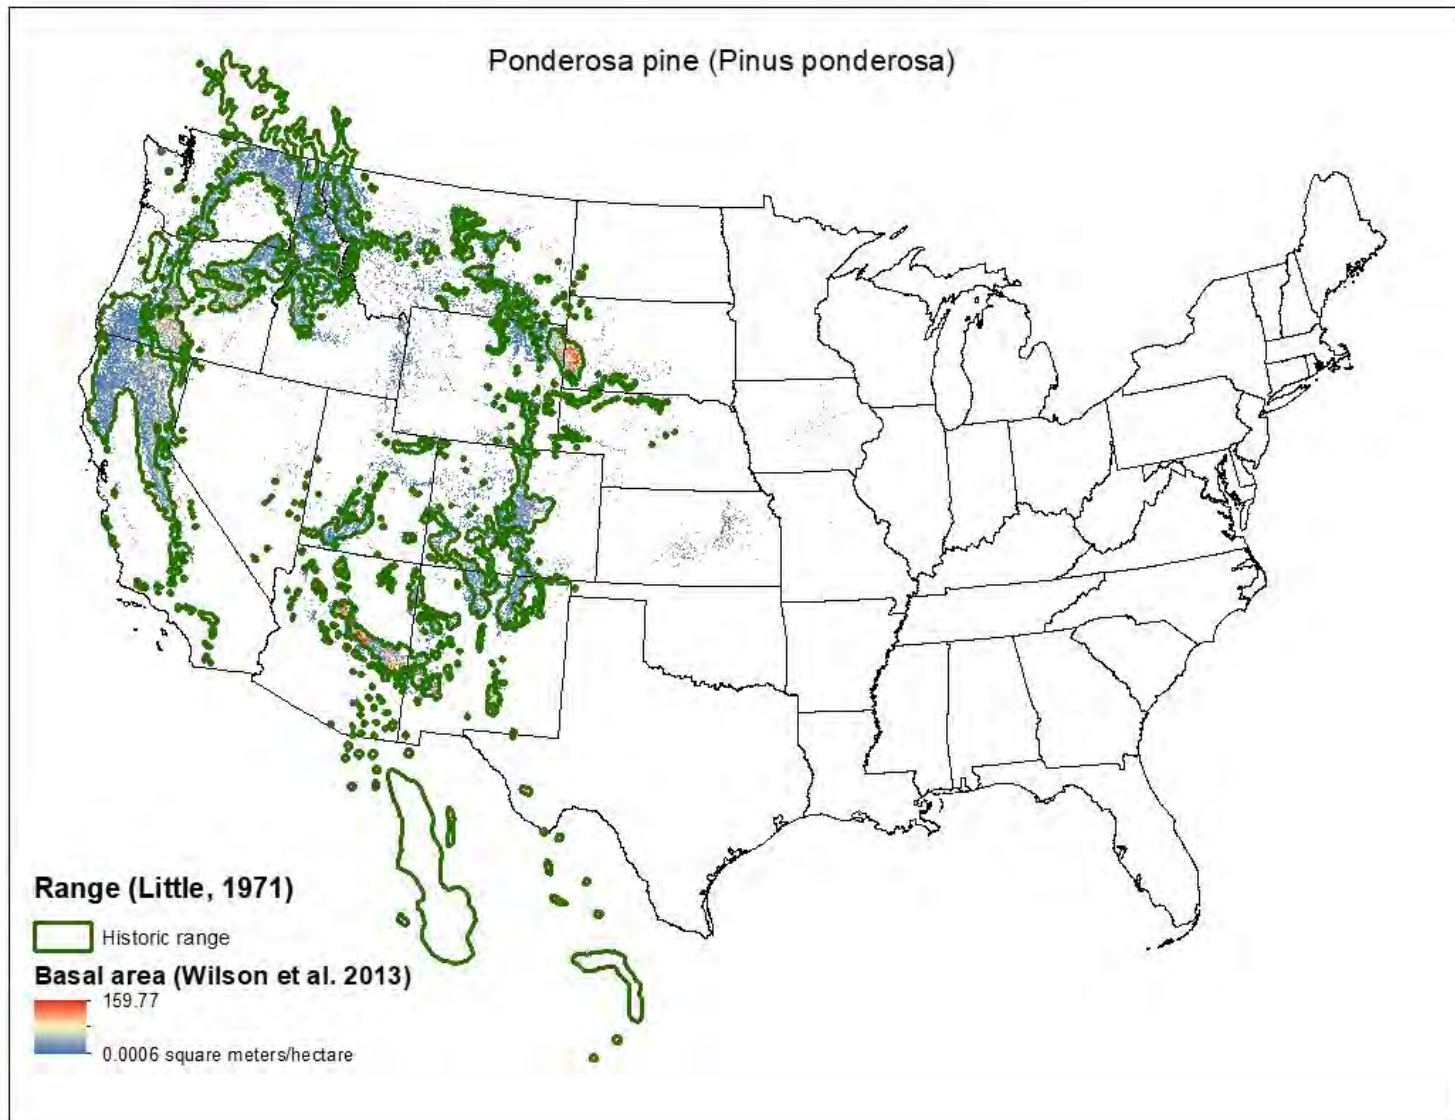 Ponderosa pine (Pinus ponderosa)
Range (Little, 1971)
Historic range
Basal area (Wilson et al. 2013)
159.77
0.0006 square meters/hectare